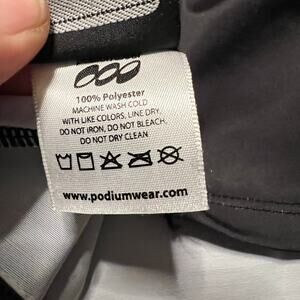 100% Polyester
MACHINE WASH COLD
WITH LIKE COLORS, LINE DRY.
DO NOT IRON, DO NOT BLEACH.
DO NOT DRY CLEAN
www.podiumwear.com